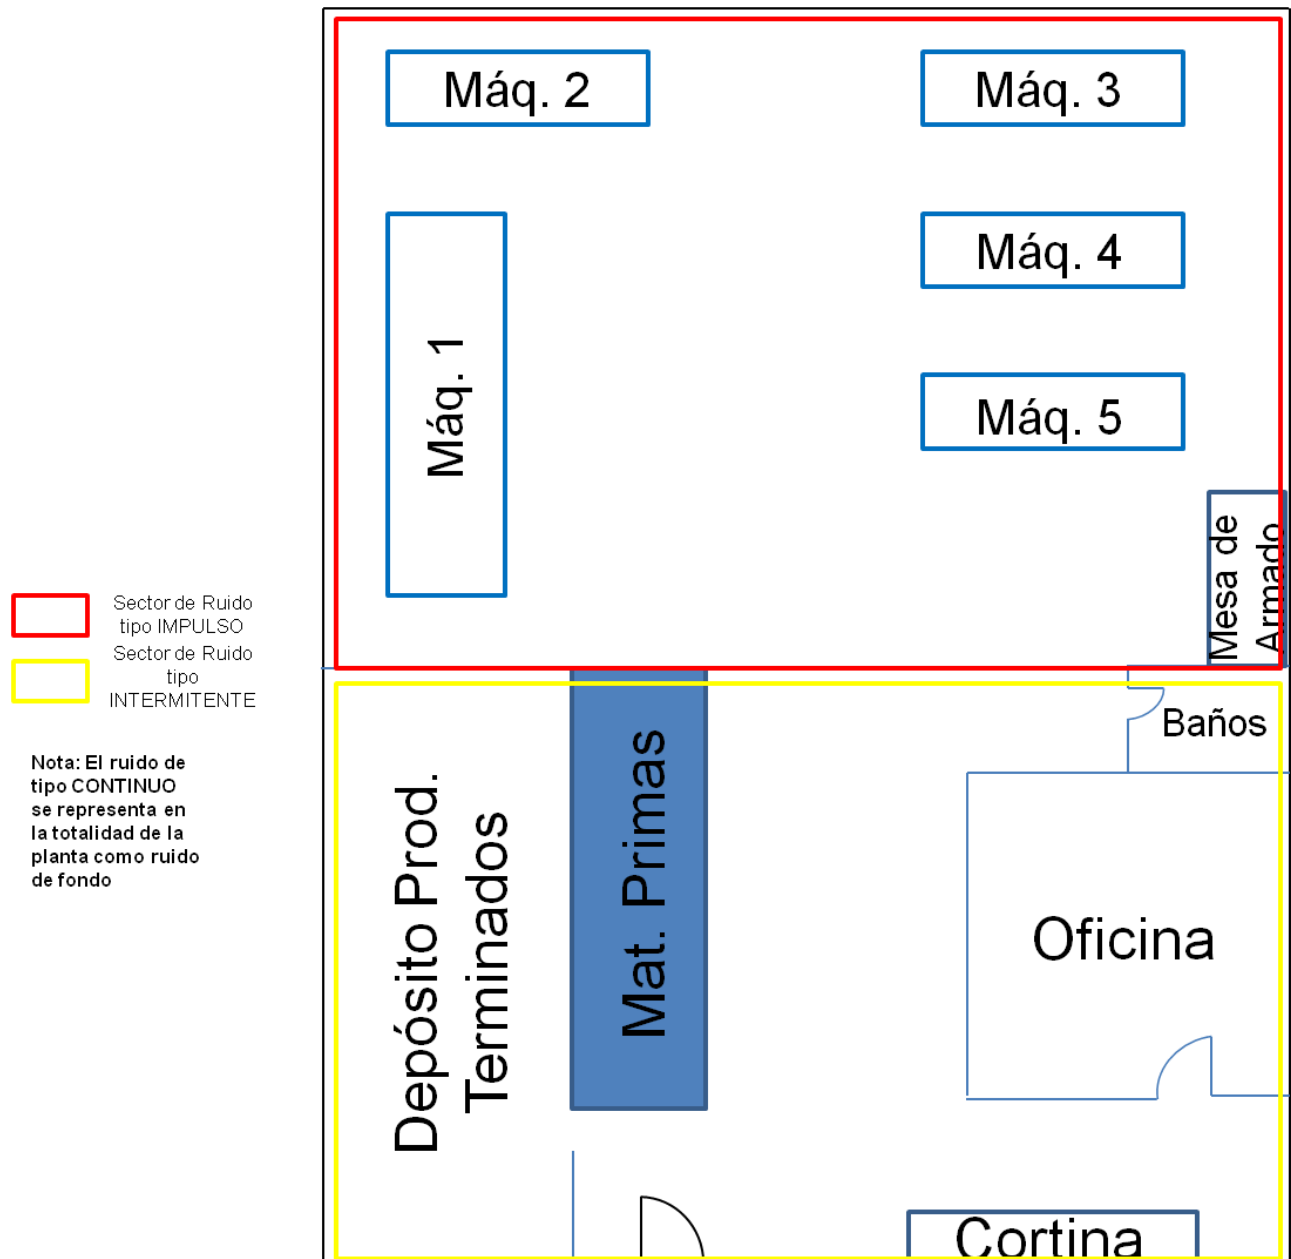 Máq. 2
Máq. 3
Máq. 4
Máq. 1
Máq. 5
Mesa de
Armado
Sector de Ruido
tipo IMPULSO
Sector de Ruido
tipo
INTERMITENTE
Nota: El ruido de
tipo CONTINUO
se representa en
la totalidad de la
planta como ruido
de fondo
Baños
Depósito Prod.
Terminados
Mat. Primas
Oficina
Cortina